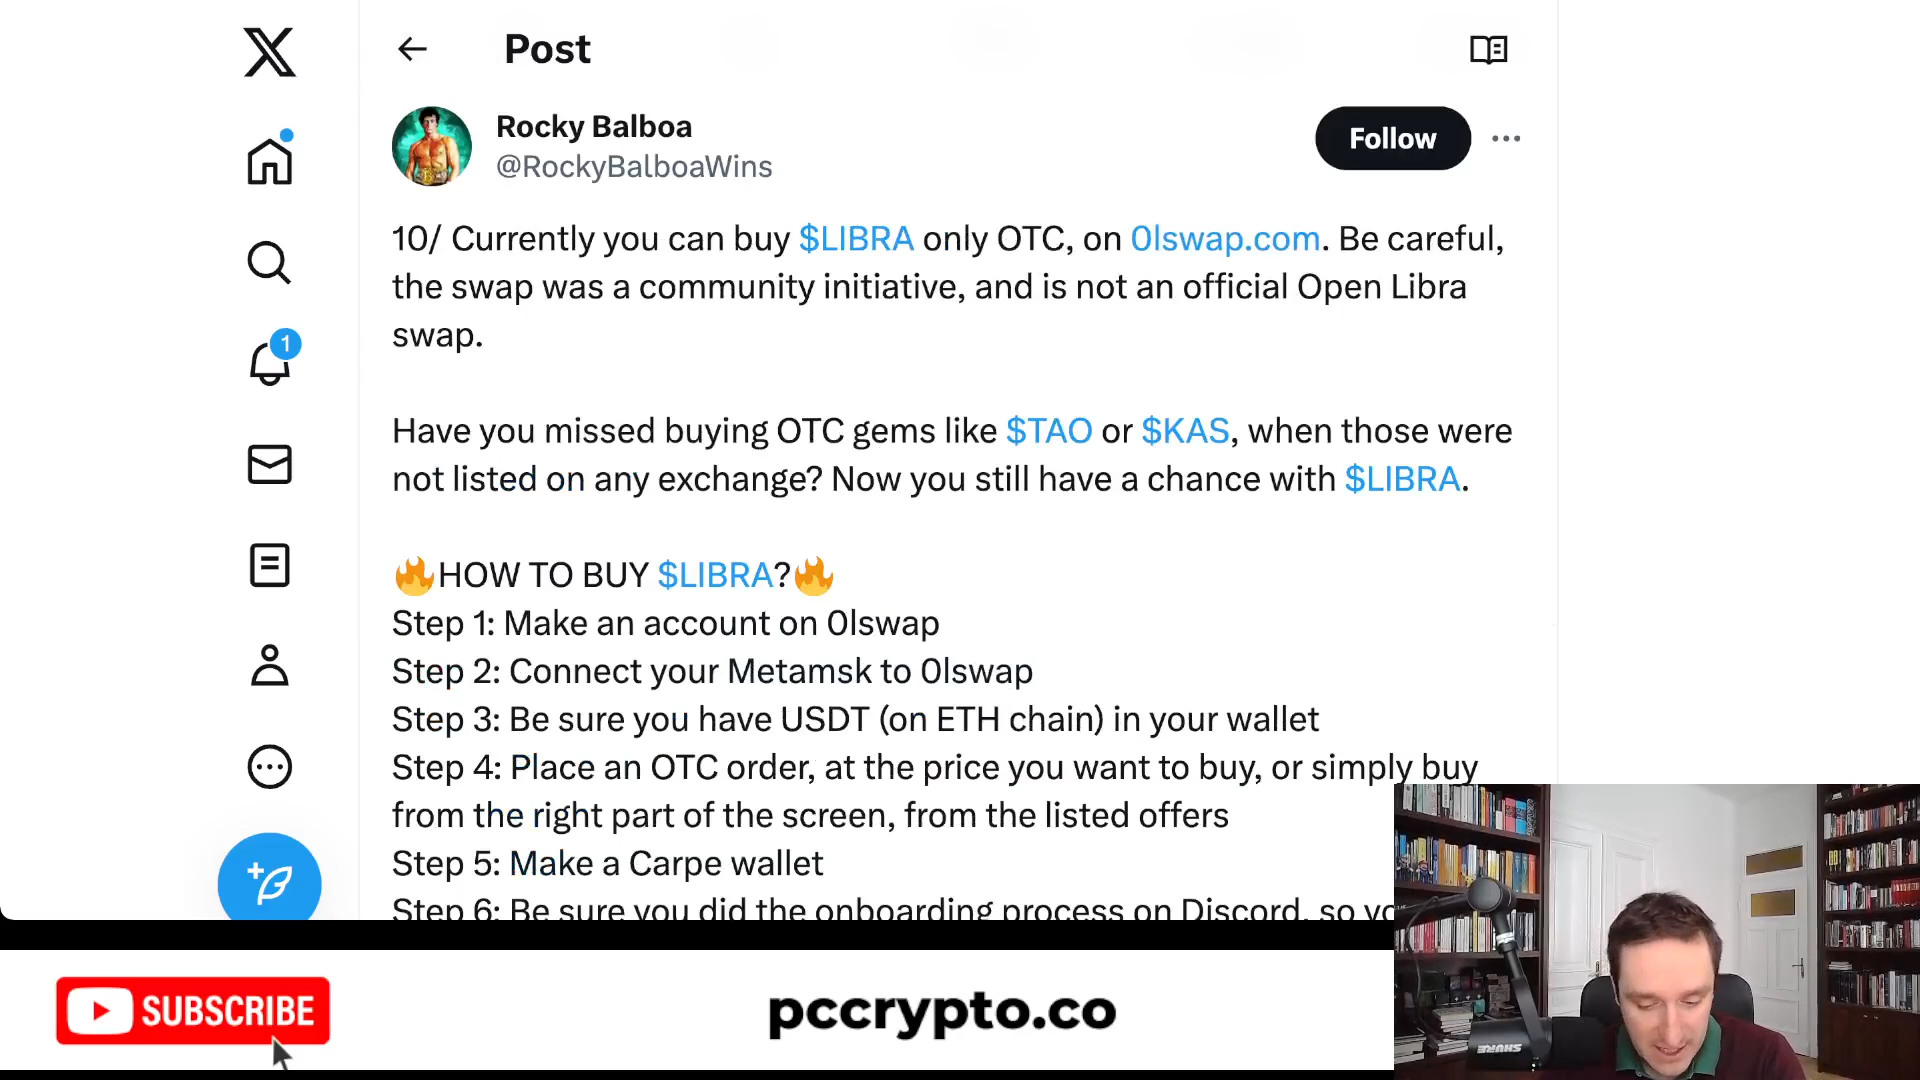 Post
Rocky Balboa
@RockyBalboaWins
Follow
10/ Currently you can buy $LIBRA only OTC, on 0lswap.com. Be careful,
the swap was a community initiative, and is not an official Open Libra
swap.
Have you missed buying OTC gems like $TAO or $KAS, when those were
not listed on any exchange? Now you still have a chance with $LIBRA.
🔥HOW TO BUY $LIBRA?🔥
Step 1: Make an account on 0lswap
Step 2: Connect your Metamsk to 0lswap
Step 3: Be sure you have USDT (on ETH chain) in your wallet
Step 4: Place an OTC order, at the price you want to buy, or simply buy
from the right part of the screen, from the listed offers
Step 5: Make a Carpe wallet
Step 6: Be sure you did the onboarding process on Discord, so
1
SUBSCRIBE
pccrypto.co
SHURE